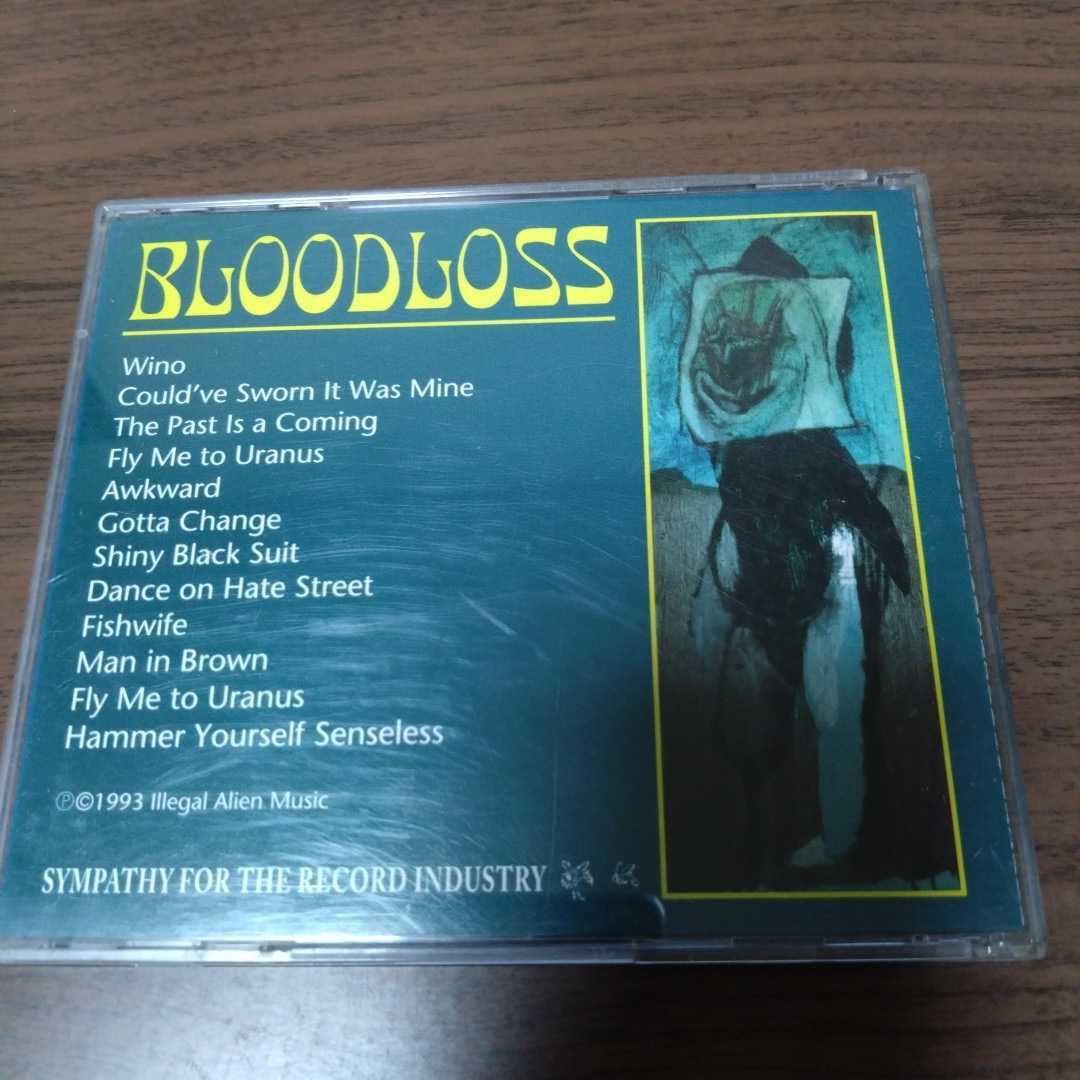 BLOODLOSS
Wino
Could've Sworn It Was Mine
The Past Is a Coming
Fly Me to Uranus
Awkward
Gotta Change
Shiny Black Suit
Dance on Hate Street
Fishwife
Man in Brown
Fly Me to Uranus
Hammer Yourself Senseless
℗©1993 Illegal Alien Music
SYMPATHY FOR THE RECORD INDUSTRY